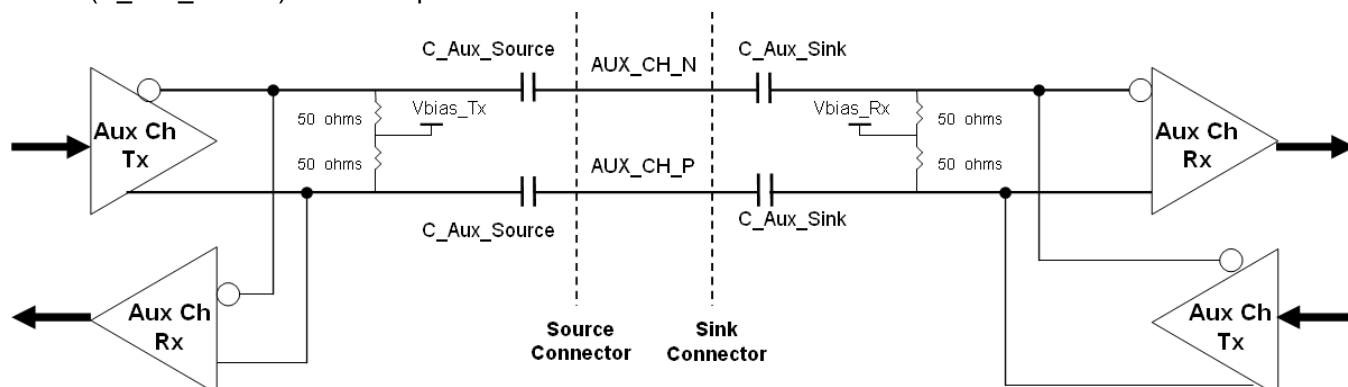 C_Aux_Source
C_Aux_Sink
AUX_CH_N
Vbias_Tx
Vbias_Rx
50 ohms
50 ohms
50 ohms
50 ohms
Aux Ch
Tx
Aux Ch
Rx
AUX_CH_P
C_Aux_Source
C_Aux_Sink
Aux Ch
Rx
Source
Connector
Sink
Connector
Aux Ch
Tx